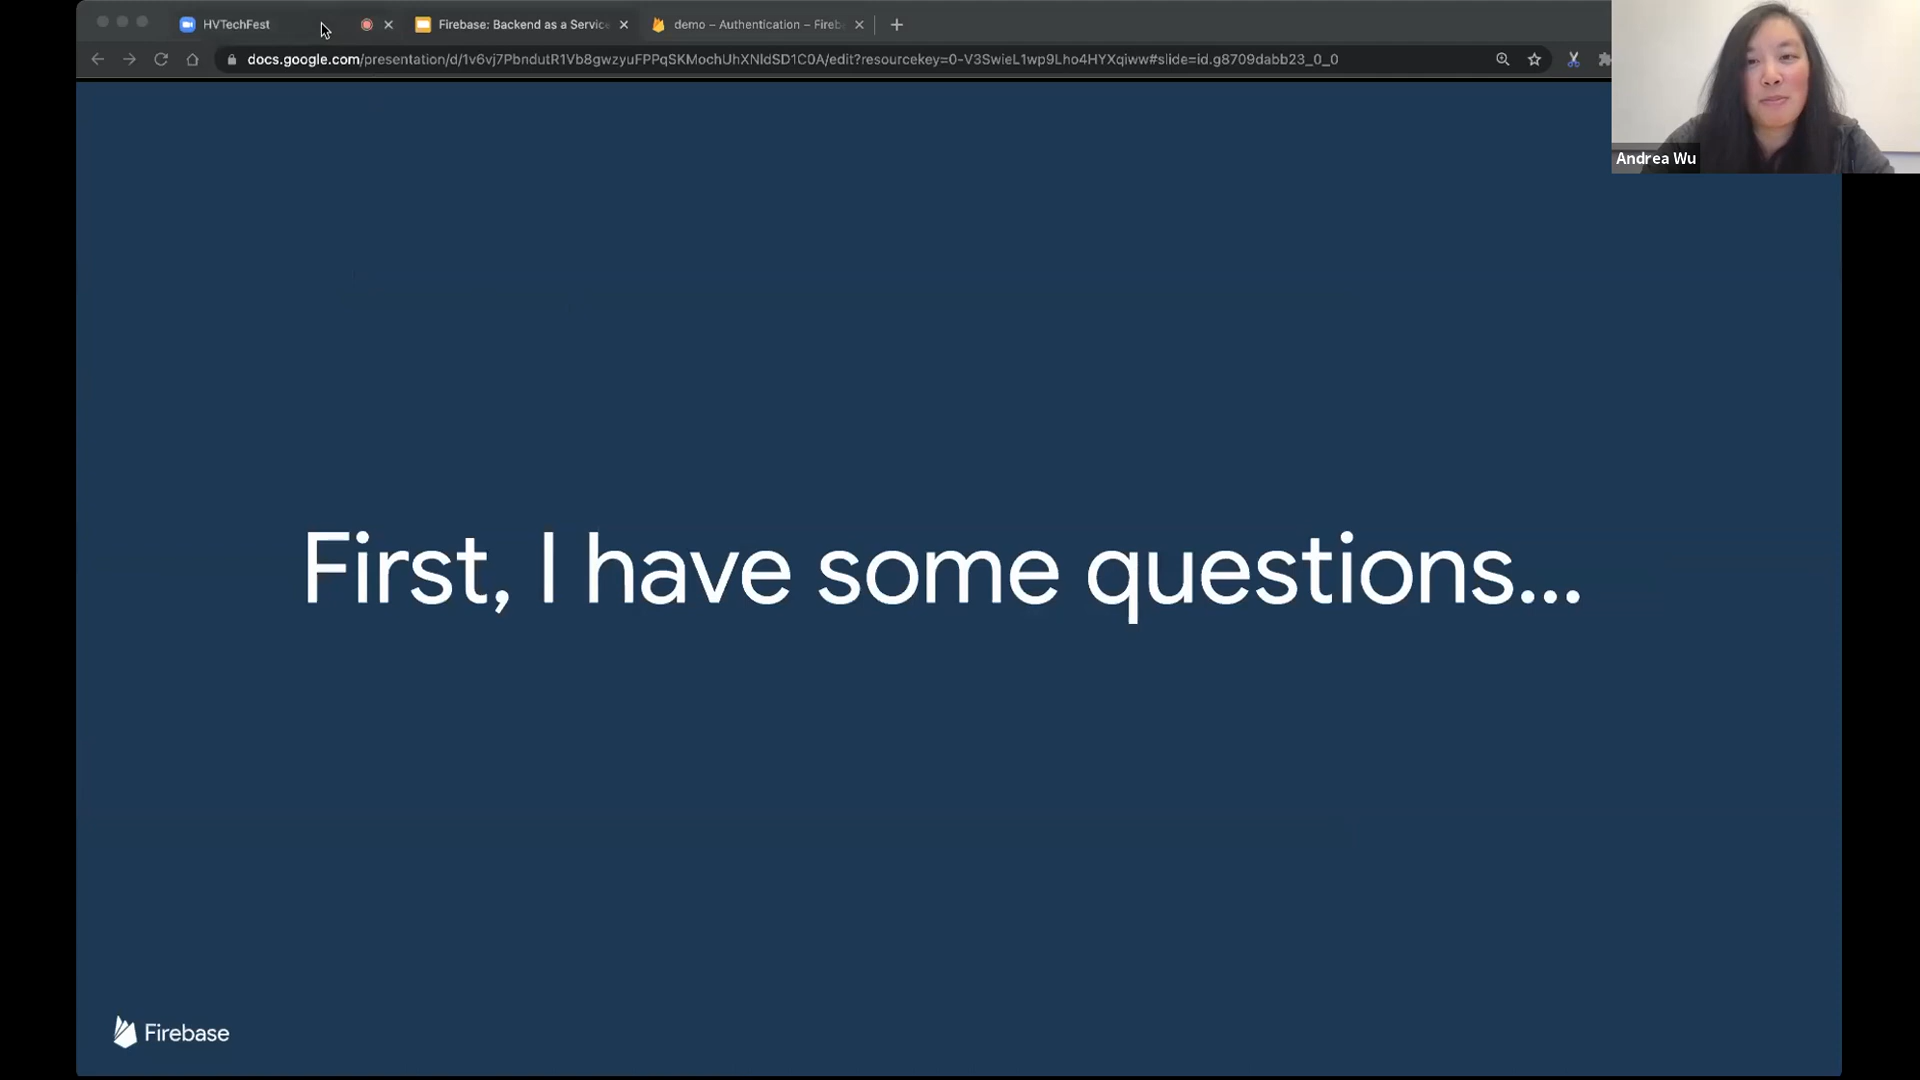 HVTechFest
Firebase: Backend as a Servic
demo – Authentication – Fireb
docs.google.com/presentation/d/1v6vj7PbndutR1Vb8gwzyuFPPqSKMochUhXNldSD1C0A/edit?resourcekey=0-V3SwieL1wp9Lho4HYXqiww#slide=id.g8709dabb23_0_0
Andrea Wu
First, I have some questions...
Firebase